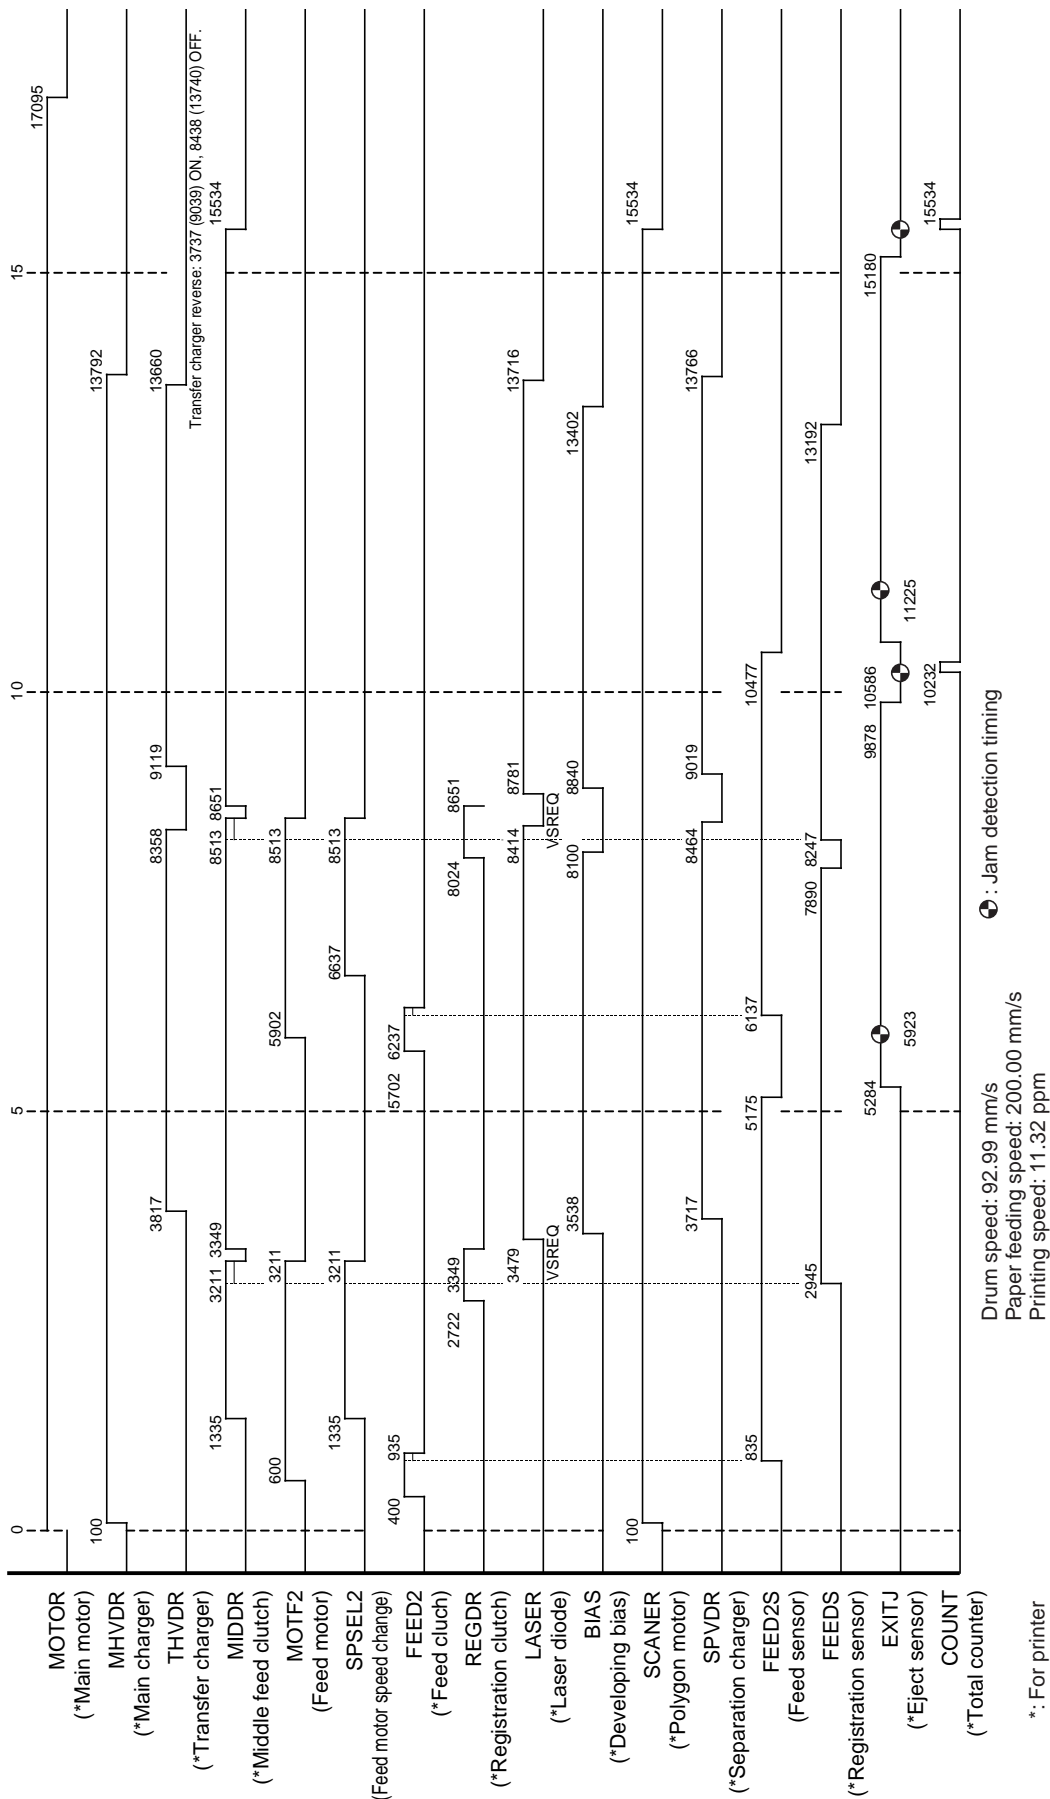 0
5
10
15
MOTOR
(*Main motor)
17095
MHVDR
(*Main charger)
100
13792
THVDR
(*Transfer charger)
3817
8358
9119
13660
Transfer charger reverse: 3737 (9039) ON, 8438 (13740) OFF.
MIDDR
(*Middle feed clutch)
1335
3211
3349
8513
8651
15534
MOTF2
(Feed motor)
600
3211
5902
8513
SPSEL2
(Feed motor speed change)
1335
3211
6637
8513
FEED2
(*Feed cluch)
400
935
5702
6237
REGDR
(*Registration clutch)
2722
3349
8024
8651
LASER
(*Laser diode)
3479
VSREQ
8414
8781
VSREQ
13716
BIAS
(*Developing bias)
3538
8100
8840
13402
SCANER
(*Polygon motor)
100
15534
SPVDR
(*Separation charger)
3717
8464
9019
13766
FEED2S
(Feed sensor)
835
5175
6137
10477
FEEDS
(*Registration sensor)
2945
7890
8247
13192
EXITJ
(*Eject sensor)
5284
5923
9878
10586
11225
15180
COUNT
(*Total counter)
10232
15534
Drum speed: 92.99 mm/s
Paper feeding speed: 200.00 mm/s
Printing speed: 11.32 ppm
: Jam detection timing
*: For printer